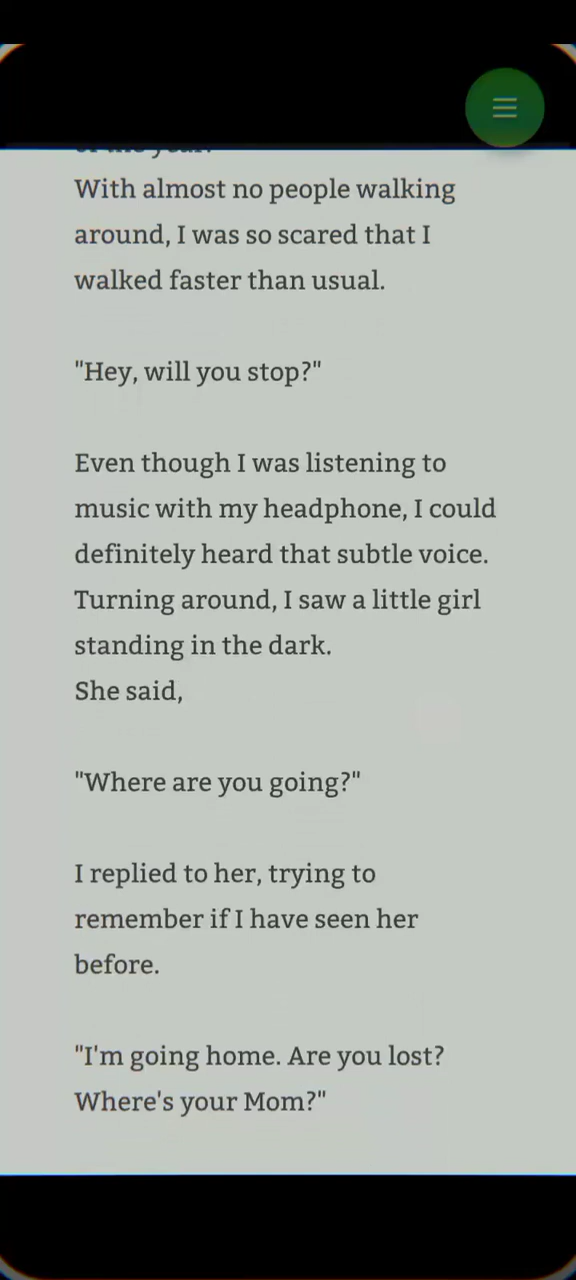 With almost no people walking
around, I was so scared that I
walked faster than usual.
"Hey, will you stop?"
Even though I was listening to
music with my headphone, I could
definitely heard that subtle voice.
Turning around, I saw a little girl
standing in the dark.
She said,
"Where are you going?"
I replied to her, trying to
remember if I have seen her
before.
"I'm going home. Are you lost?
Where's your Mom?"